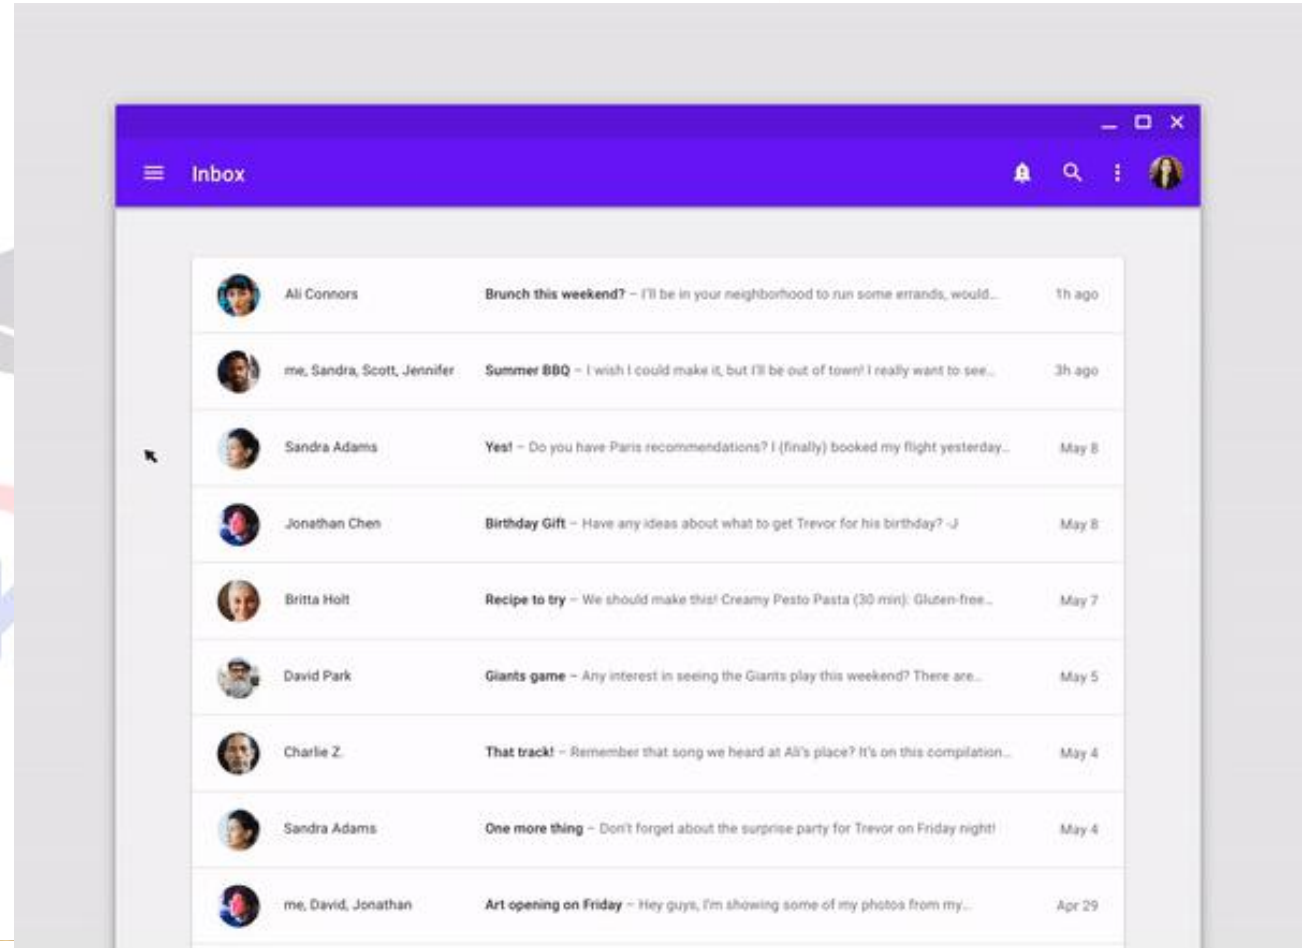 Inbox
Ali Connors Brunch this weekend? – I'll be in your neighborhood to run some errands, would... 1h ago
me, Sandra, Scott, Jennifer Summer BBQ – I wish I could make it, but I'll be out of town! I really want to see... 3h ago
Sandra Adams Yes! – Do you have Paris recommendations? I (finally) booked my flight yesterday... May 8
Jonathan Chen Birthday Gift – Have any ideas about what to get Trevor for his birthday? -J May 8
Britta Holt Recipe to try – We should make this! Creamy Pesto Pasta (30 min): Gluten-free... May 7
David Park Giants game – Any interest in seeing the Giants play this weekend? There are... May 5
Charlie Z. That track! – Remember that song we heard at Ali's place? It's on this compilation... May 4
Sandra Adams One more thing – Don't forget about the surprise party for Trevor on Friday night! May 4
me, David, Jonathan Art opening on Friday – Hey guys, I'm showing some of my photos from my... Apr 29